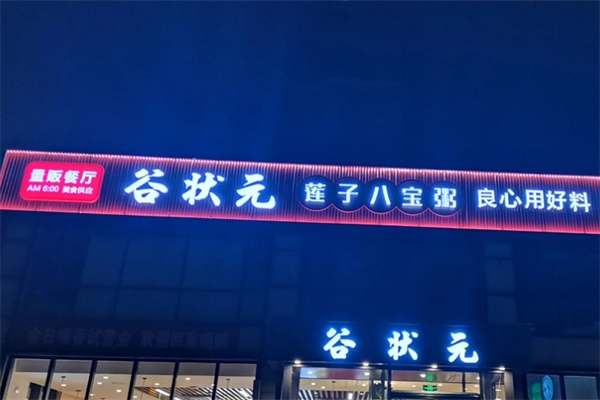 量贩餐厅
AM 6:00 美食供应
谷状元
莲子八宝粥
良心用好料
谷状元